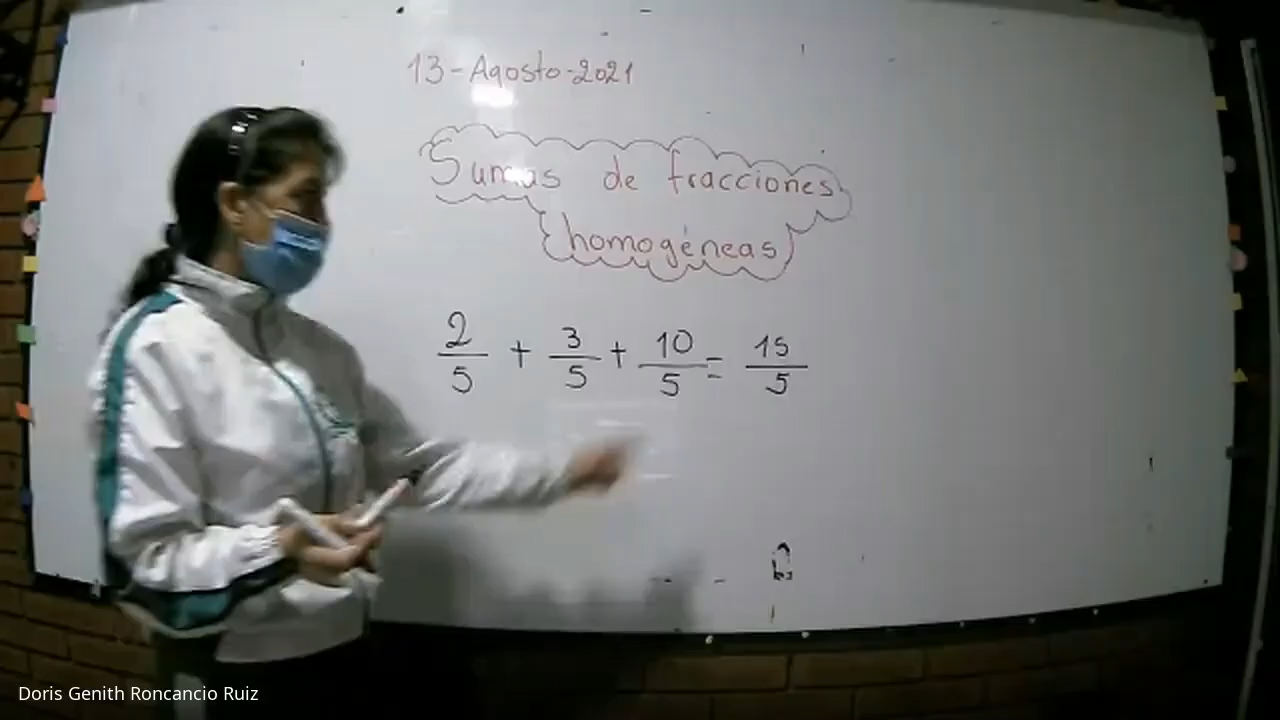 13-Agosto-2021
Sumas de fracciones
homogéneas
2/5 + 3/5 + 10/5 = 15/5
Doris Genith Roncancio Ruiz